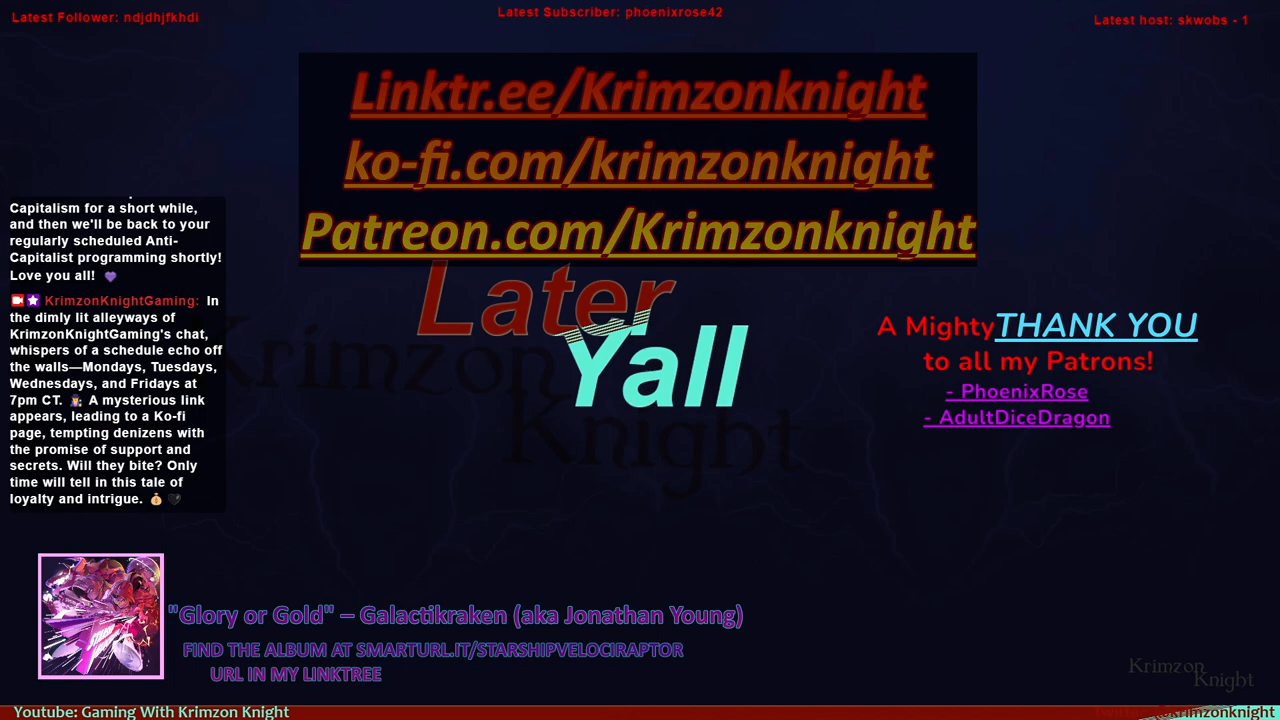 Latest Follower: ndjdhjfkhdi
Latest Subscriber: phoenixrose42
Latest host: skwobs - 1
Linktr.ee/Krimzonknight
ko-fi.com/krimzonknight
Patreon.com/Krimzonknight
Capitalism for a short while,
and then we'll be back to your
regularly scheduled Anti-
Capitalist programming shortly!
Love you all! 💜
KrimzonKnightGaming: In
the dimly lit alleyways of
KrimzonKnightGaming's chat,
whispers of a schedule echo off
the walls—Mondays, Tuesdays,
Wednesdays, and Fridays at
7pm CT. A mysterious link
appears, leading to a Ko-fi
page, tempting denizens with
the promise of support and
secrets. Will they bite? Only
time will tell in this tale of
loyalty and intrigue. 💰 🖤
Later
Yall
Krimzon
Knight
A Mighty THANK YOU
to all my Patrons!
- PhoenixRose
- AdultDiceDragon
"Glory or Gold" – Galactikraken (aka Jonathan Young)
FIND THE ALBUM AT SMARTURL.IT/STARSHIPVELOCIRAPTOR
URL IN MY LINKTREE
Krimzon
Knight
Youtube: Gaming With Krimzon Knight
krimzonknight